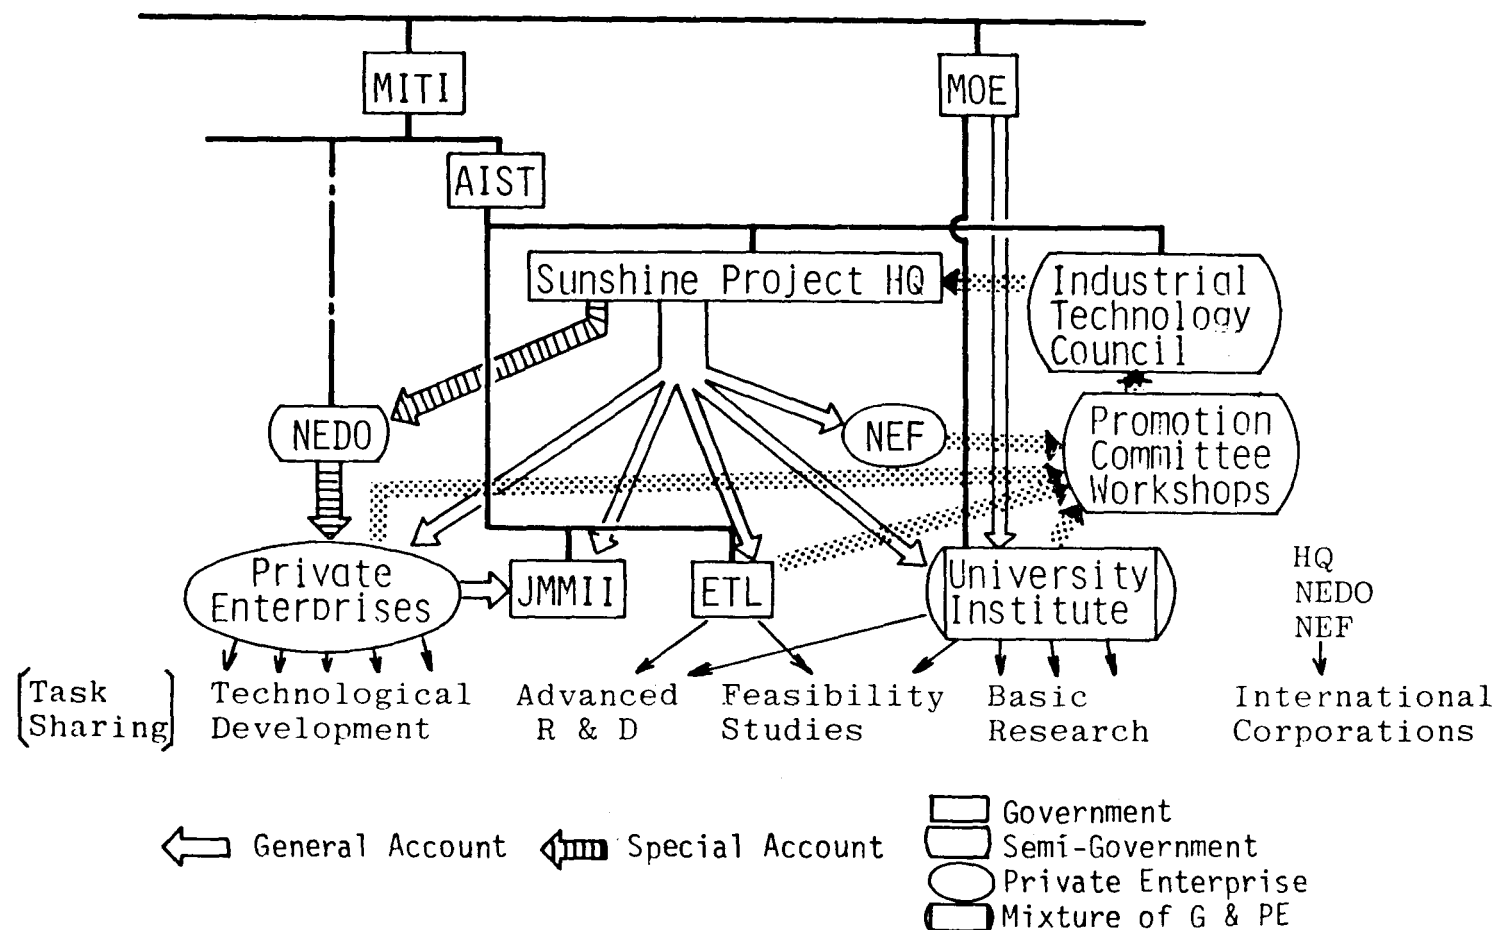 MITI
MOE
AIST
Sunshine Project HQ
Industrial
Technology
Council
NEDO
NEF
Promotion
Committee
Workshops
Private
Enterprises
JMMII
ETL
University
Institute
HQ
NEDO
NEF
Task
Sharing
Technological
Development
Advanced
R & D
Feasibility
Studies
Basic
Research
International
Corporations
General Account
Special Account
Government
Semi-Government
Private Enterprise
Mixture of G & PE